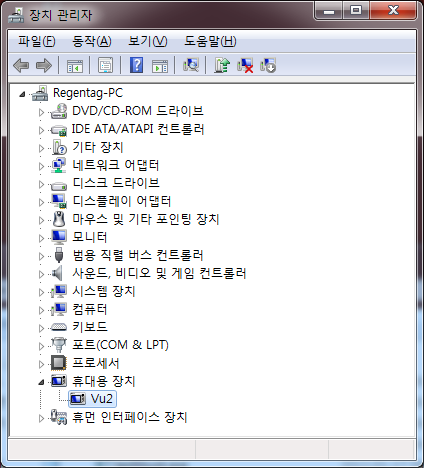 장치 관리자
파일(F) 동작(A) 보기(V) 도움말(H)
Regentag-PC
DVD/CD-ROM 드라이브
IDE ATA/ATAPI 컨트롤러
기타 장치
네트워크 어댑터
디스크 드라이브
디스플레이 어댑터
마우스 및 기타 포인팅 장치
모니터
범용 직렬 버스 컨트롤러
사운드, 비디오 및 게임 컨트롤러
시스템 장치
컴퓨터
키보드
포트(COM & LPT)
프로세서
휴대용 장치
Vu2
휴먼 인터페이스 장치